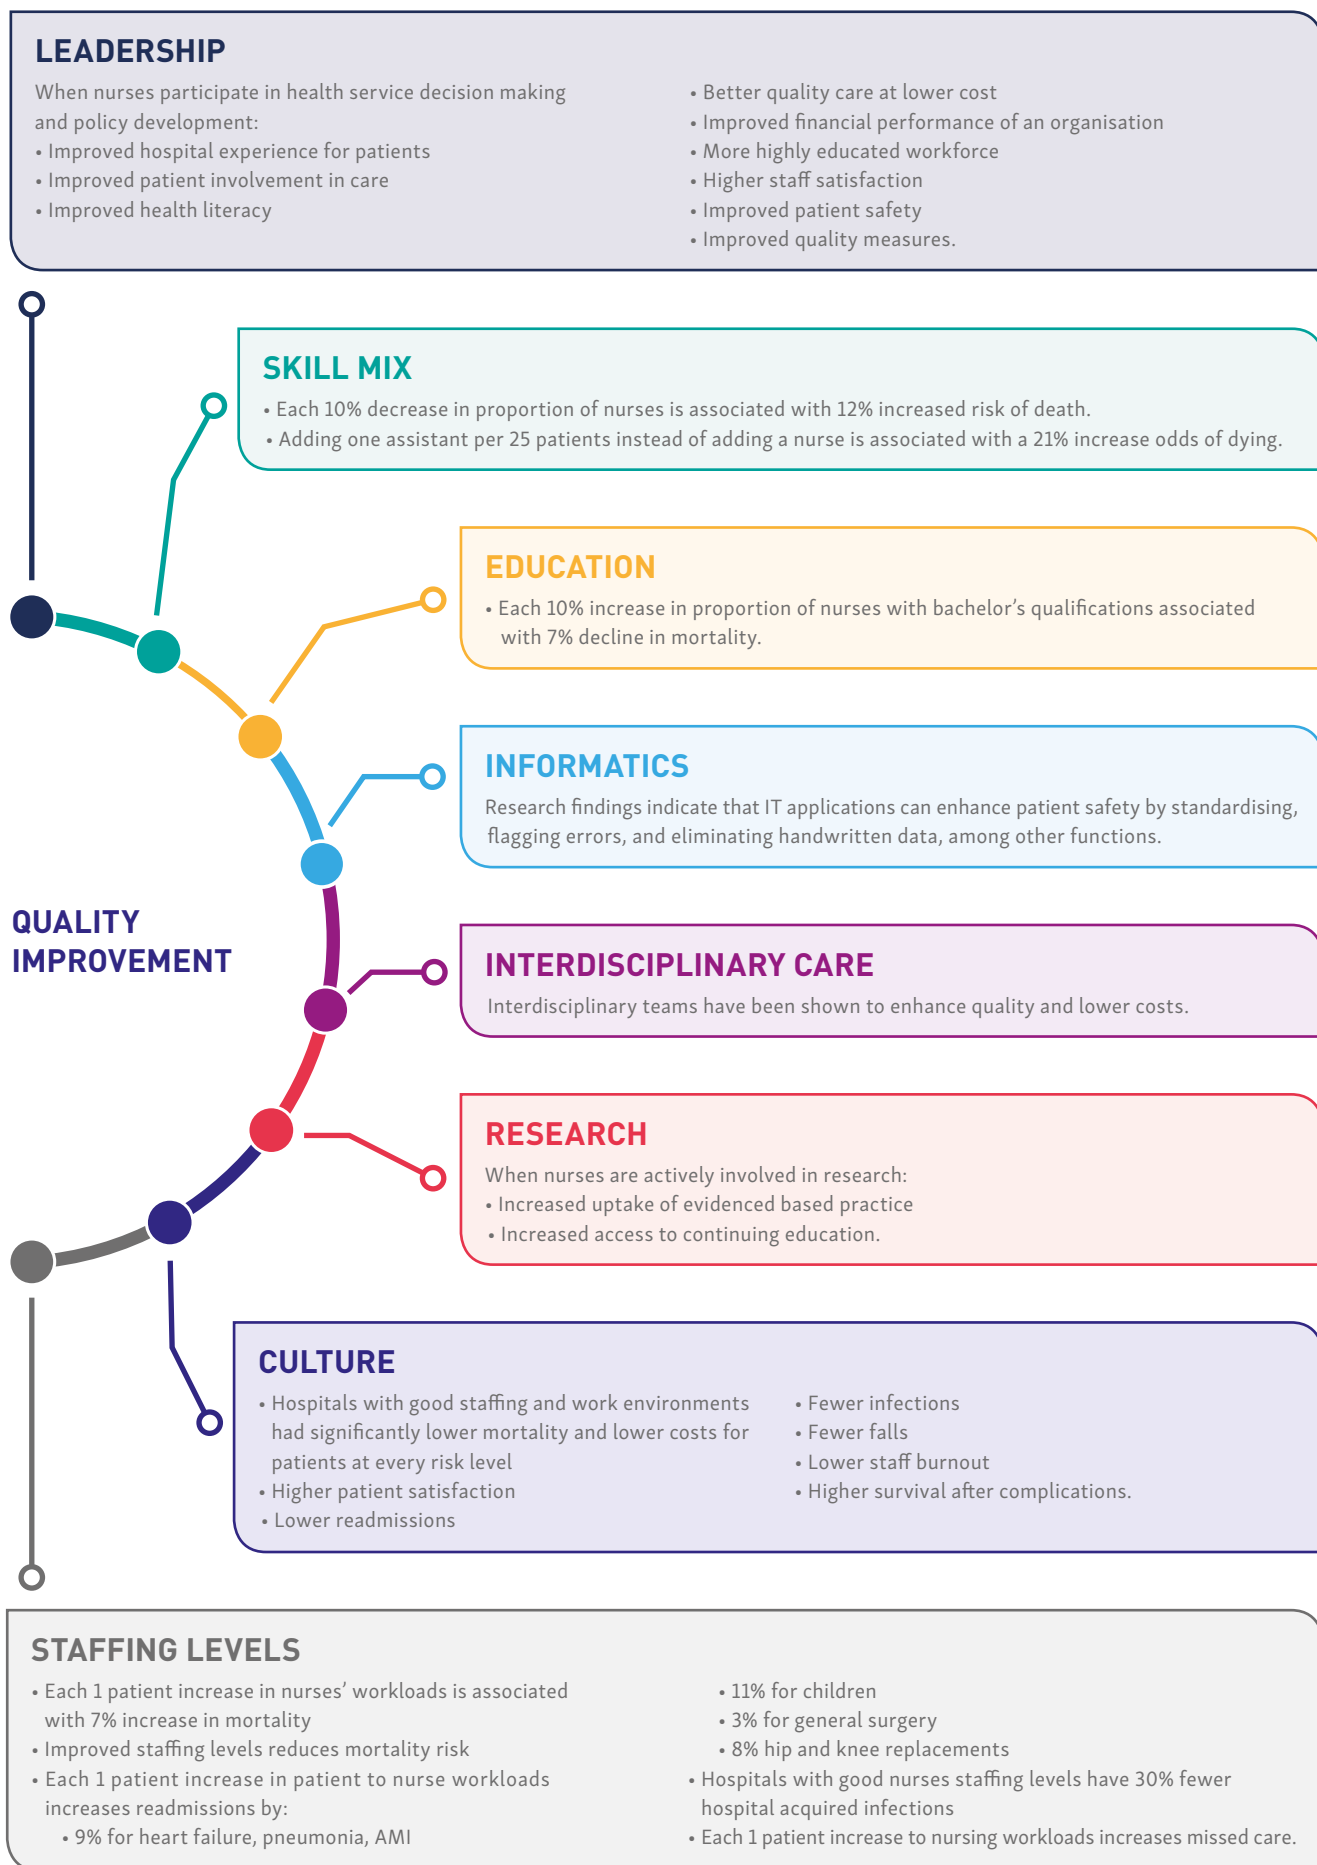 LEADERSHIP
When nurses participate in health service decision making
and policy development:
• Improved hospital experience for patients
• Improved patient involvement in care
• Improved health literacy
• Better quality care at lower cost
• Improved financial performance of an organisation
• More highly educated workforce
• Higher staff satisfaction
• Improved patient safety
• Improved quality measures.
SKILL MIX
• Each 10% decrease in proportion of nurses is associated with 12% increased risk of death.
• Adding one assistant per 25 patients instead of adding a nurse is associated with a 21% increase odds of dying.
EDUCATION
• Each 10% increase in proportion of nurses with bachelor’s qualifications associated
with 7% decline in mortality.
INFORMATICS
Research findings indicate that IT applications can enhance patient safety by standardising,
flagging errors, and eliminating handwritten data, among other functions.
QUALITY
IMPROVEMENT
INTERDISCIPLINARY CARE
Interdisciplinary teams have been shown to enhance quality and lower costs.
RESEARCH
When nurses are actively involved in research:
• Increased uptake of evidenced based practice
• Increased access to continuing education.
CULTURE
• Hospitals with good staffing and work environments
had significantly lower mortality and lower costs for
patients at every risk level
• Higher patient satisfaction
• Lower readmissions
• Fewer infections
• Fewer falls
• Lower staff burnout
• Higher survival after complications.
STAFFING LEVELS
• Each 1 patient increase in nurses’ workloads is associated
with 7% increase in mortality
• Improved staffing levels reduces mortality risk
• Each 1 patient increase in patient to nurse workloads
increases readmissions by:
• 9% for heart failure, pneumonia, AMI
• 11% for children
• 3% for general surgery
• 8% hip and knee replacements
• Hospitals with good nurses staffing levels have 30% fewer
hospital acquired infections
• Each 1 patient increase to nursing workloads increases missed care.